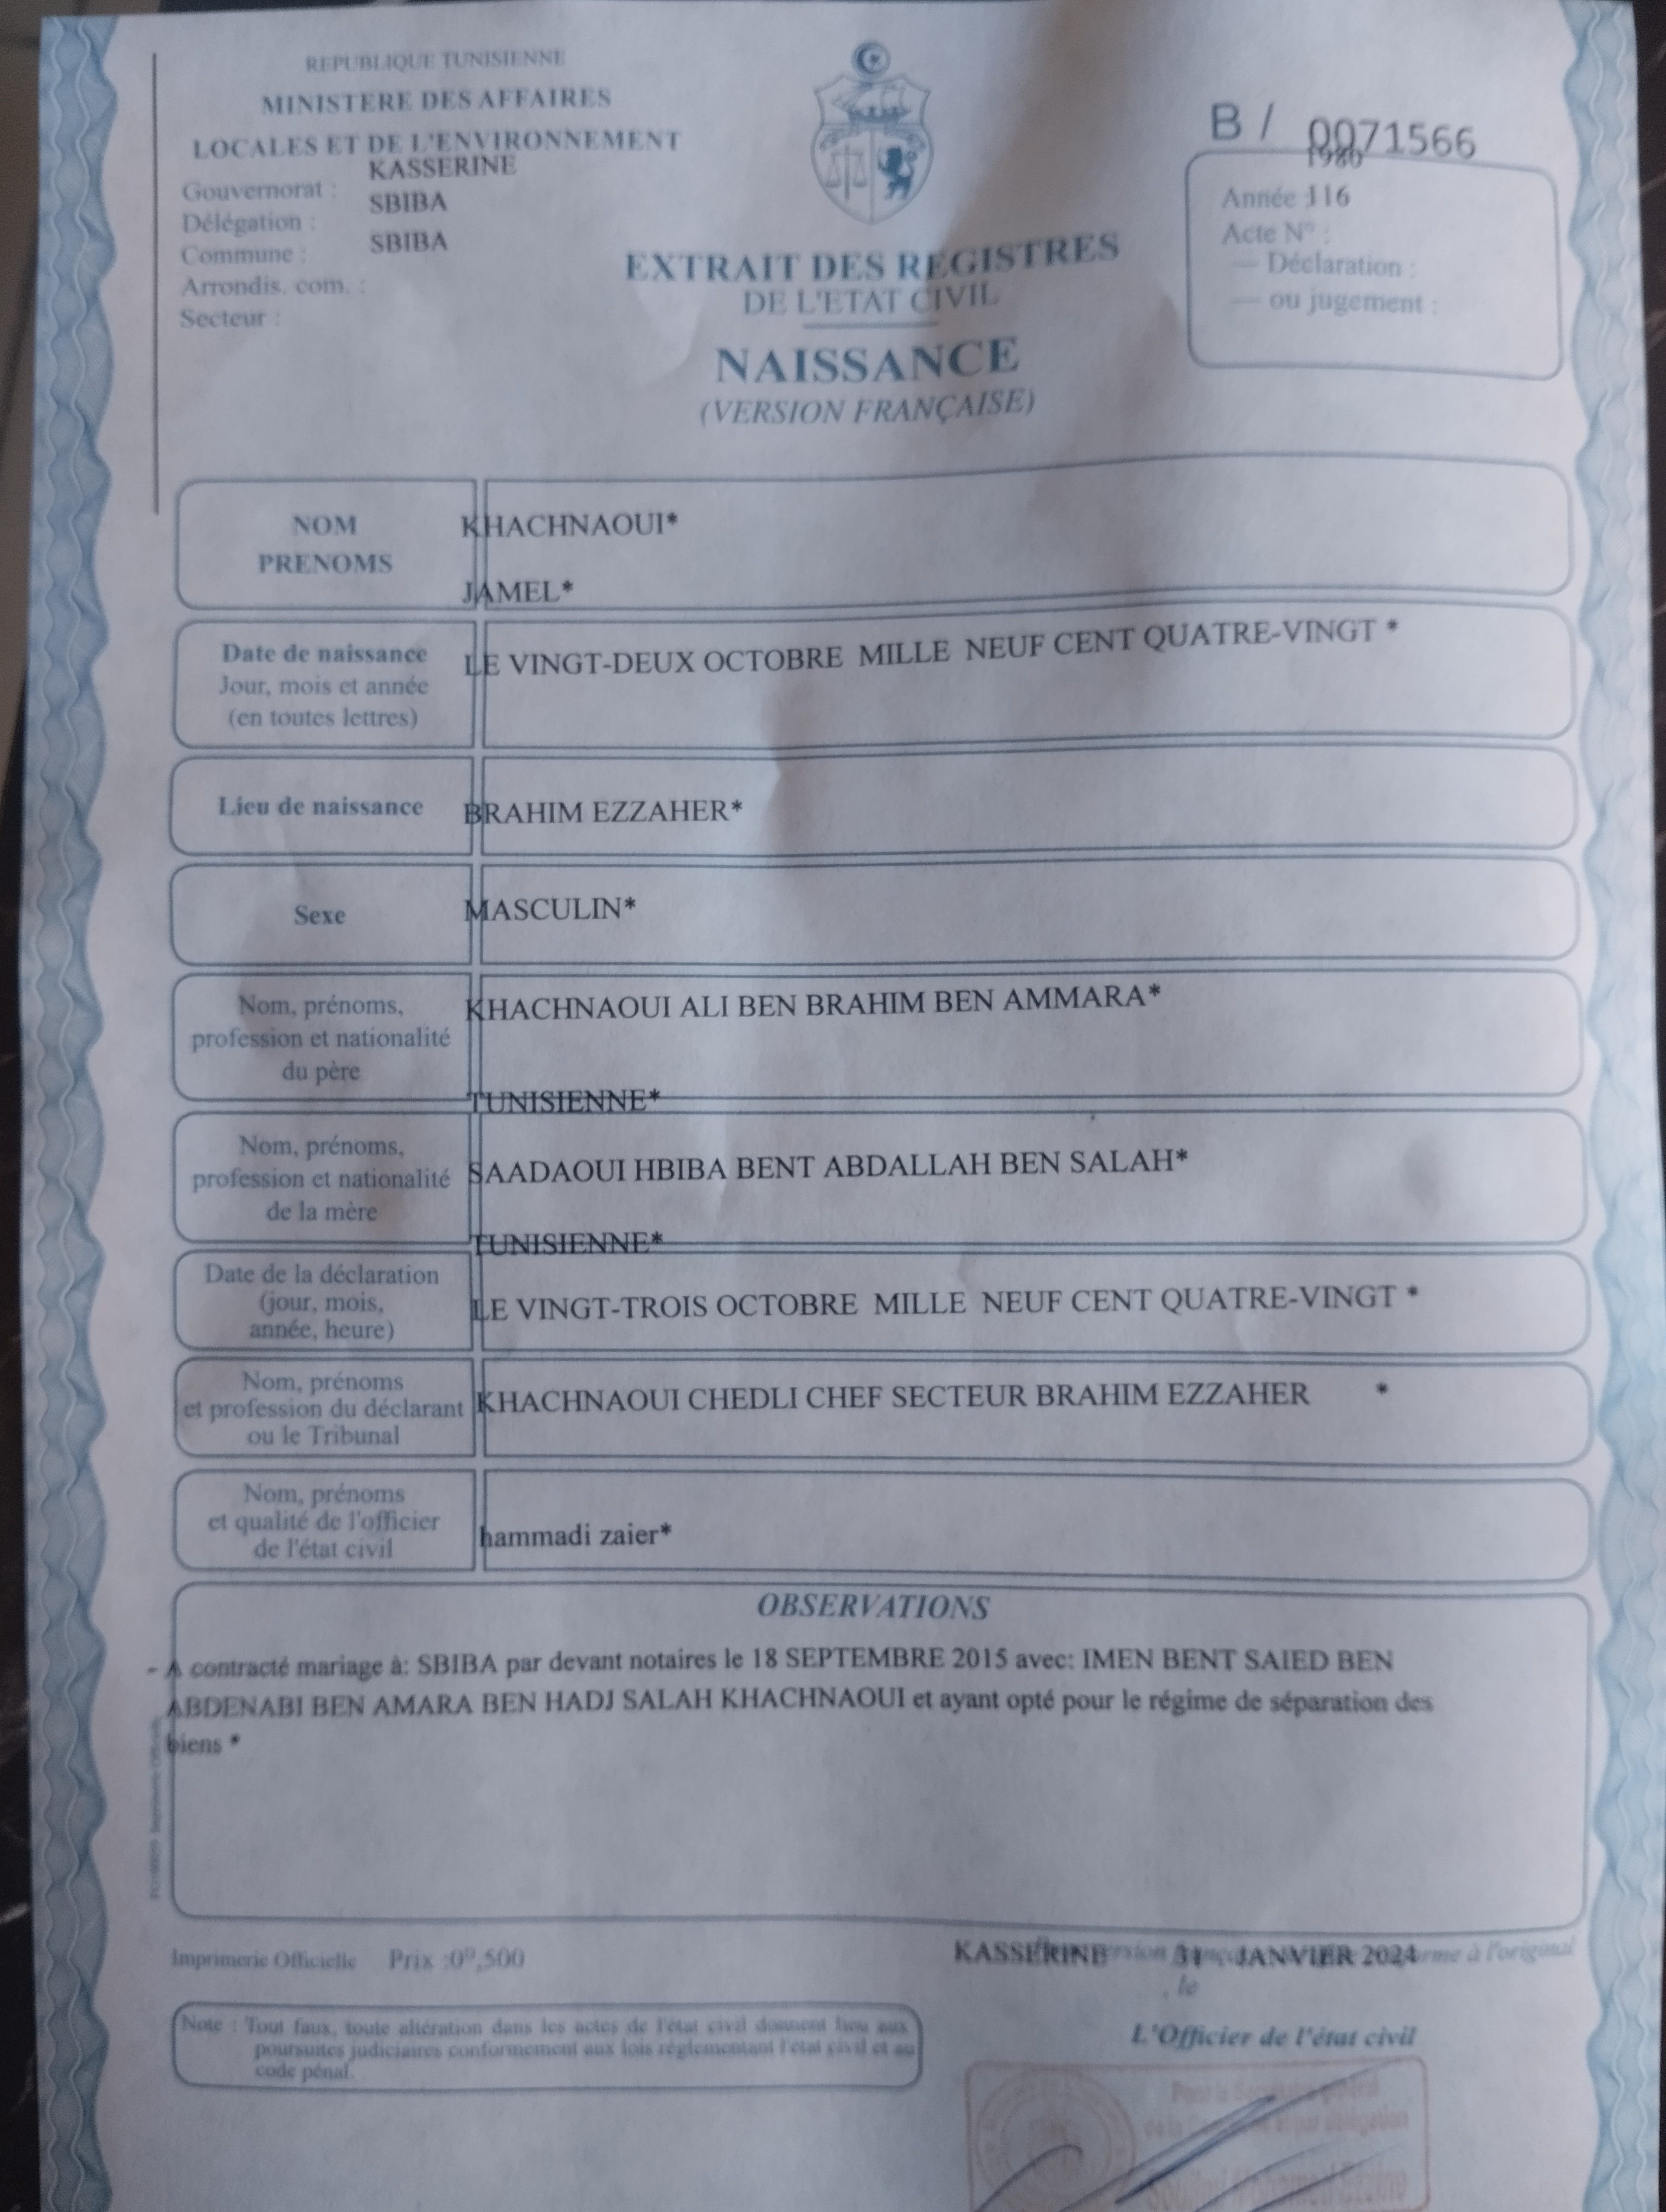 REPUBLIQUE TUNISIENNE
MINISTERE DES AFFAIRES
LOCALES ET DE L'ENVIRONNEMENT
Gouvernorat : KASSERINE
Délégation : SBIBA
Commune : SBIBA
Arrondis. com. :
Secteur :
EXTRAIT DES REGISTRES
DE L'ETAT CIVIL
NAISSANCE
(VERSION FRANÇAISE)
B / 0071566
1980
Année : 116
Acte N° :
— Déclaration :
— ou jugement :
NOM
PRENOMS
KHACHNAOUI*
JAMEL*
Date de naissance
Jour, mois et année
(en toutes lettres)
LE VINGT-DEUX OCTOBRE MILLE NEUF CENT QUATRE-VINGT *
Lieu de naissance
BRAHIM EZZAHER*
Sexe
MASCULIN*
Nom, prénoms,
profession et nationalité
du père
KHACHNAOUI ALI BEN BRAHIM BEN AMMARA*
TUNISIENNE*
Nom, prénoms,
profession et nationalité
de la mère
SAADAOUI HBIBA BENT ABDALLAH BEN SALAH*
TUNISIENNE*
Date de la déclaration
(jour, mois,
année, heure)
LE VINGT-TROIS OCTOBRE MILLE NEUF CENT QUATRE-VINGT *
Nom, prénoms
et profession du déclarant
ou le Tribunal
KHACHNAOUI CHEDLI CHEF SECTEUR BRAHIM EZZAHER *
Nom, prénoms
et qualité de l'officier
de l'état civil
hammadi zaier*
OBSERVATIONS
- A contracté mariage à: SBIBA par devant notaires le 18 SEPTEMBRE 2015 avec: IMEN BENT SAIED BEN
ABDENABI BEN AMARA BEN HADJ SALAH KHACHNAOUI et ayant opté pour le régime de séparation des
biens *
Imprimerie Officielle Prix :0ᴰ,500
KASSERINE 31 JANVIER 2024 à l'original
, le
Note : Tout faux, toute altération dans les actes de l'état civil donnent lieu aux
poursuites judiciaires conformement aux lois réglementant l'état civil et au
code pénal.
L'Officier de l'état civil